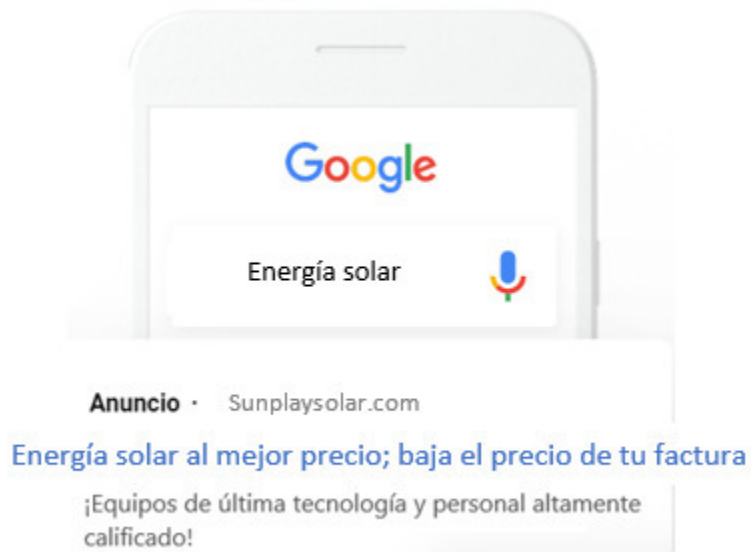 Google
Energía solar
Anuncio · Sunplaysolar.com
Energía solar al mejor precio; baja el precio de tu factura
¡Equipos de última tecnología y personal altamente
calificado!